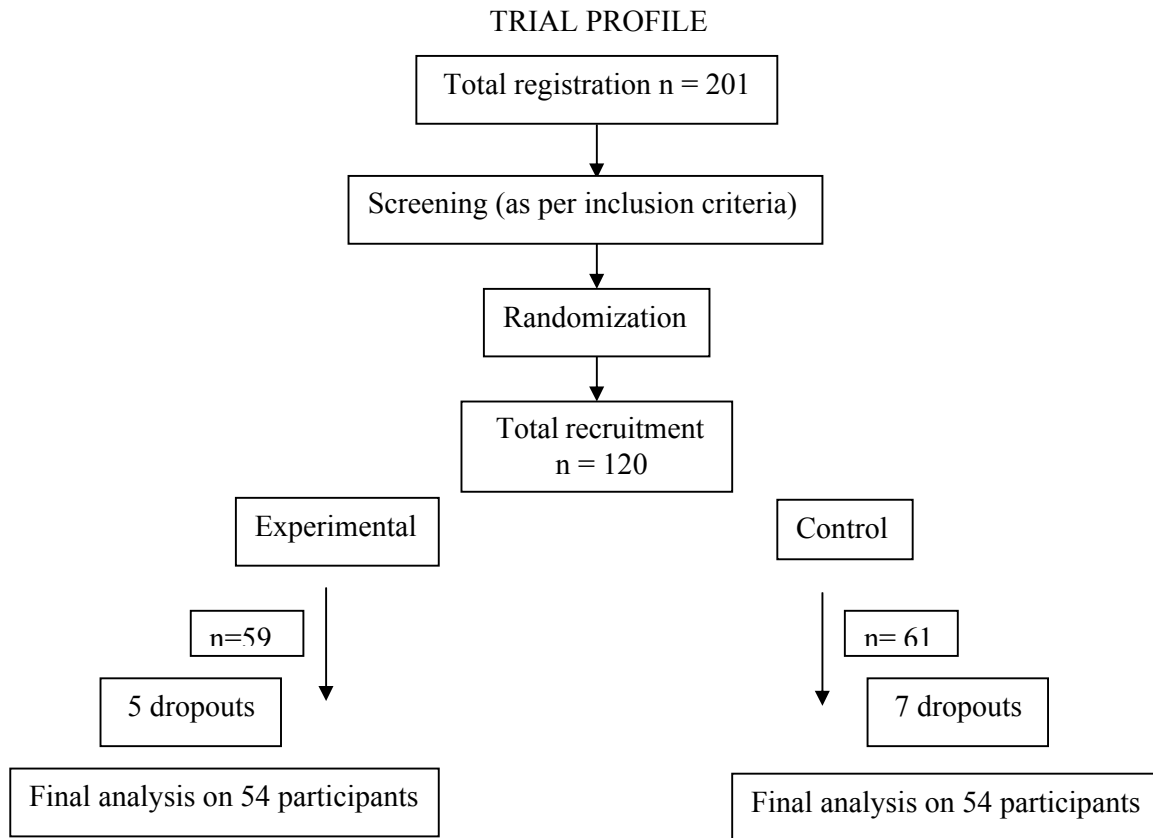 TRIAL PROFILE
Total registration n = 201
Screening (as per inclusion criteria)
Randomization
Total recruitment
n = 120
Experimental
Control
n=59
n= 61
5 dropouts
7 dropouts
Final analysis on 54 participants
Final analysis on 54 participants